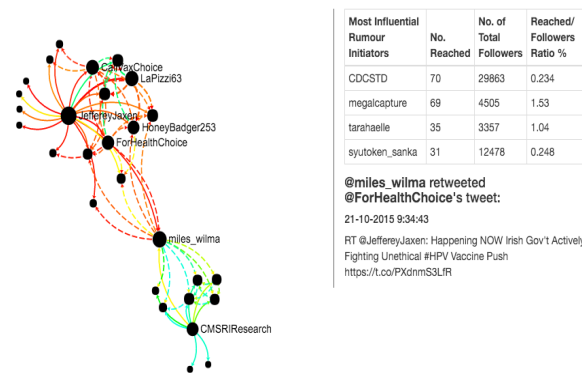 CalivaxChoice
LaPizzi63
JeffereyJaxen
HoneyBadger253
ForHealthChoice
miles_wilma
CMSRIResearch
Most Influential Rumour Initiators No. Reached No. of Total Followers Reached/ Followers Ratio %
CDCSTD 70 29863 0.234
megalcapture 69 4505 1.53
tarahaelle 35 3357 1.04
syutoken_sanka 31 12478 0.248
@miles_wilma retweeted
@ForHealthChoice's tweet:
21-10-2015 9:34:43
RT @JeffereyJaxen: Happening NOW Irish Gov't Actively
Fighting Unethical #HPV Vaccine Push
https://t.co/PXdnmS3LfR